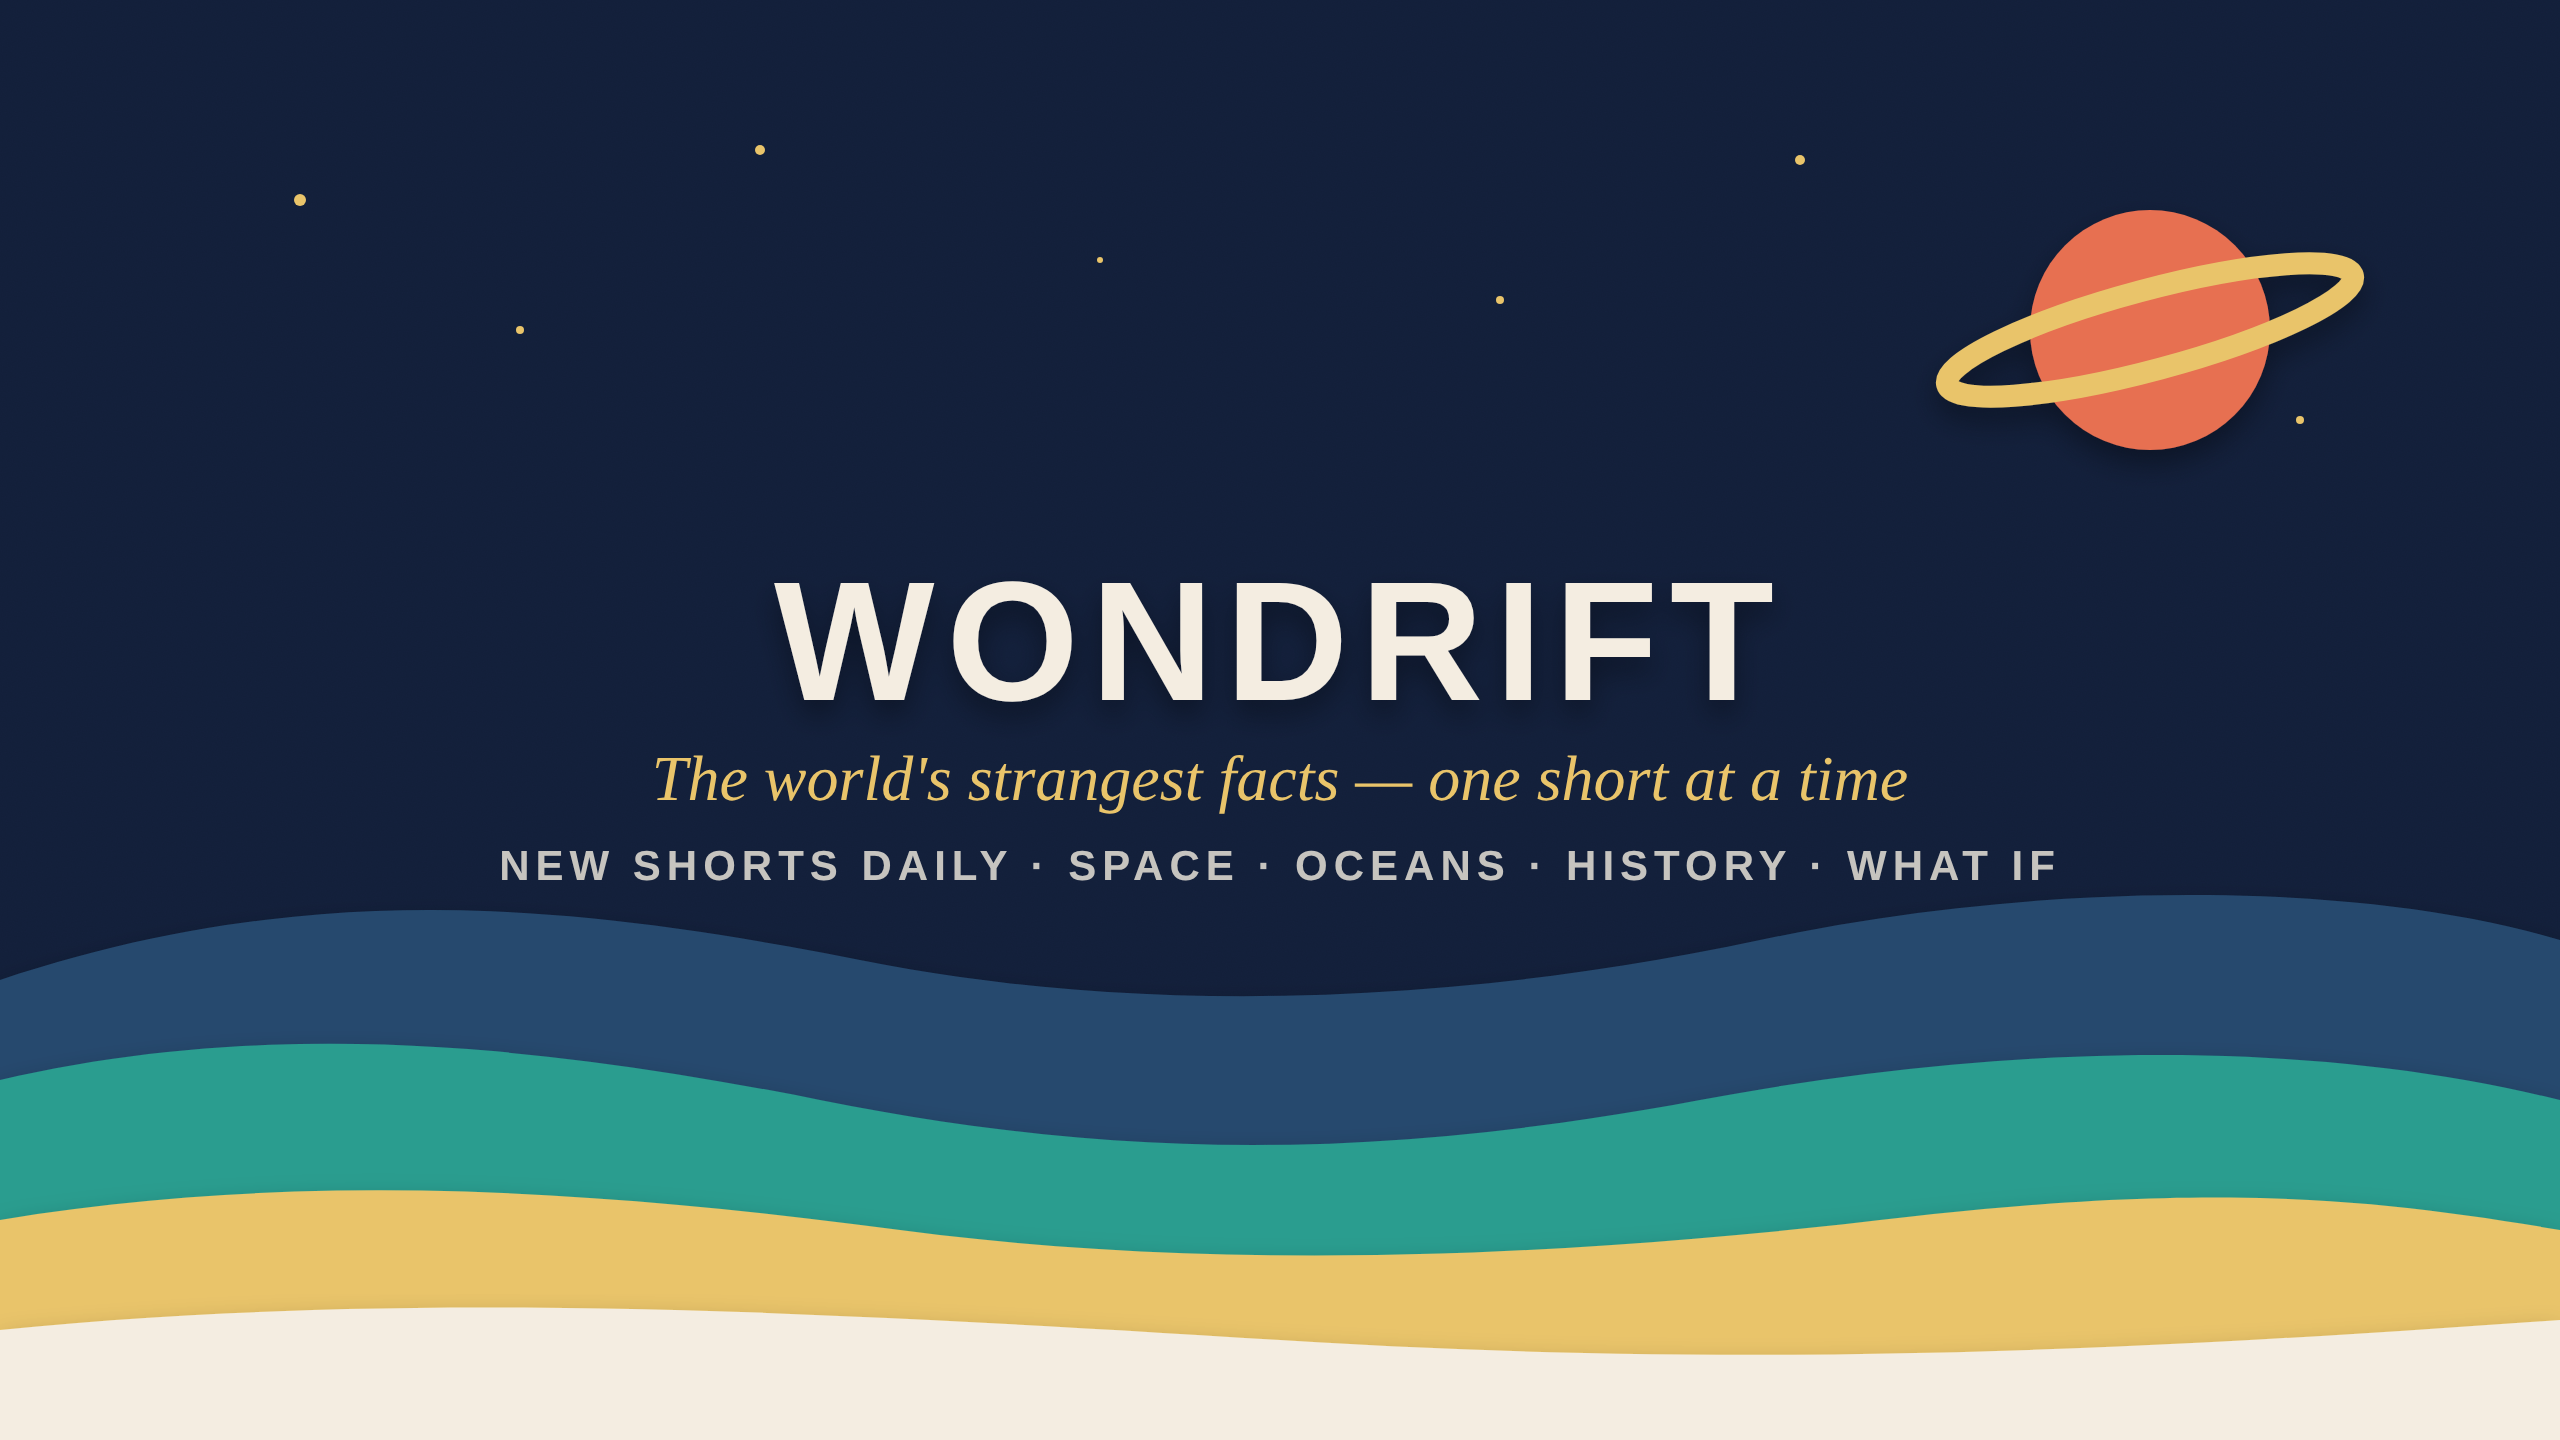 WONDRIFT
The world's strangest facts — one short at a time
NEW SHORTS DAILY · SPACE · OCEANS · HISTORY · WHAT IF